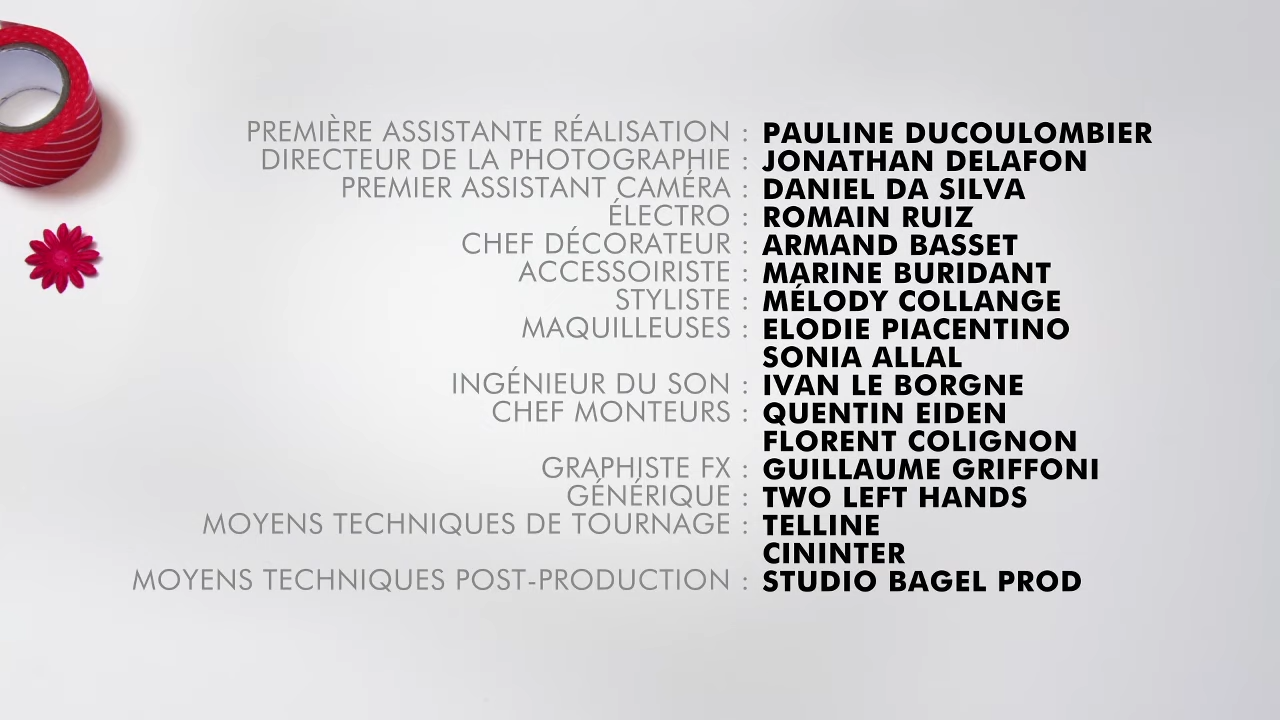 PREMIÈRE ASSISTANTE RÉALISATION : PAULINE DUCOULOMBIER
DIRECTEUR DE LA PHOTOGRAPHIE : JONATHAN DELAFON
PREMIER ASSISTANT CAMÉRA : DANIEL DA SILVA
ÉLECTRO : ROMAIN RUIZ
CHEF DÉCORATEUR : ARMAND BASSET
ACCESSOIRISTE : MARINE BURIDANT
STYLISTE : MÉLODY COLLANGE
MAQUILLEUSES : ELODIE PIACENTINO
SONIA ALLAL
INGÉNIEUR DU SON : IVAN LE BORGNE
CHEF MONTEURS : QUENTIN EIDEN
FLORENT COLIGNON
GRAPHISTE FX : GUILLAUME GRIFFONI
GÉNÉRIQUE : TWO LEFT HANDS
MOYENS TECHNIQUES DE TOURNAGE : TELLINE
CININTER
MOYENS TECHNIQUES POST-PRODUCTION : STUDIO BAGEL PROD